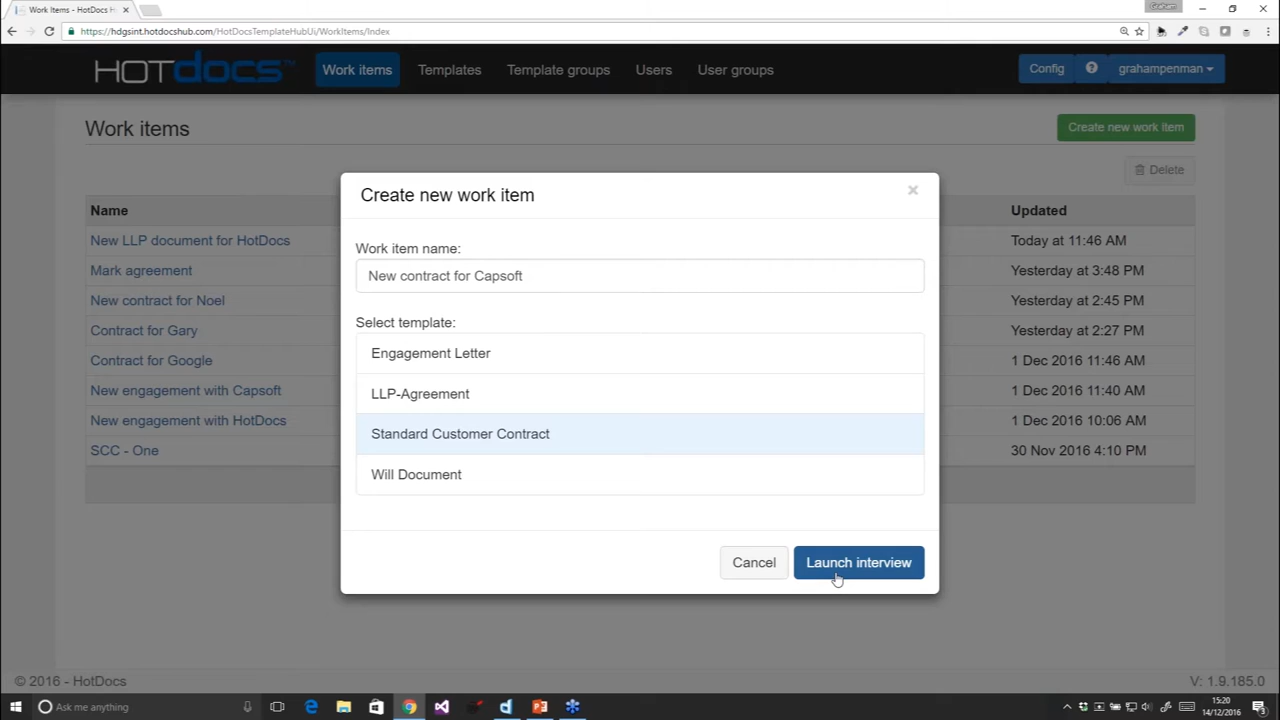 Work Items - HotDocs H
Graham
https://hdgsint.hotdocshub.com/HotDocsTemplateHubUi/WorkItems/Index
HOTDOCS™ Work items Templates Template groups Users User groups Config grahampenman
Work items
Create new work item
Delete
Create new work item
×
Name
Updated
Work item name:
New LLP document for HotDocs
Today at 11:46 AM
New contract for Capsoft
Mark agreement
Yesterday at 3:48 PM
New contract for Noel
Yesterday at 2:45 PM
Select template:
Contract for Gary
Yesterday at 2:27 PM
Engagement Letter
Contract for Google
1 Dec 2016 11:46 AM
LLP-Agreement
New engagement with Capsoft
1 Dec 2016 11:40 AM
New engagement with HotDocs
1 Dec 2016 10:06 AM
Standard Customer Contract
SCC - One
30 Nov 2016 4:10 PM
Will Document
Cancel
Launch interview
© 2016 - HotDocs
V: 1.9.185.0
Ask me anything
15:20
14/12/2016